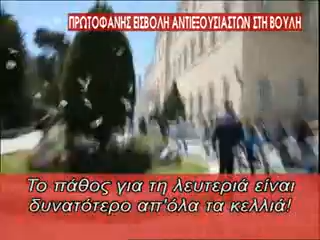 ΠΡΩΤΟΦΑΝΗΣ ΕΙΣΒΟΛΗ ΑΝΤΙΕΞΟΥΣΙΑΣΤΩΝ ΣΤΗ ΒΟΥΛΗ
Το πάθος για τη λευτεριά είναι
δυνατότερο απ'όλα τα κελλιά!